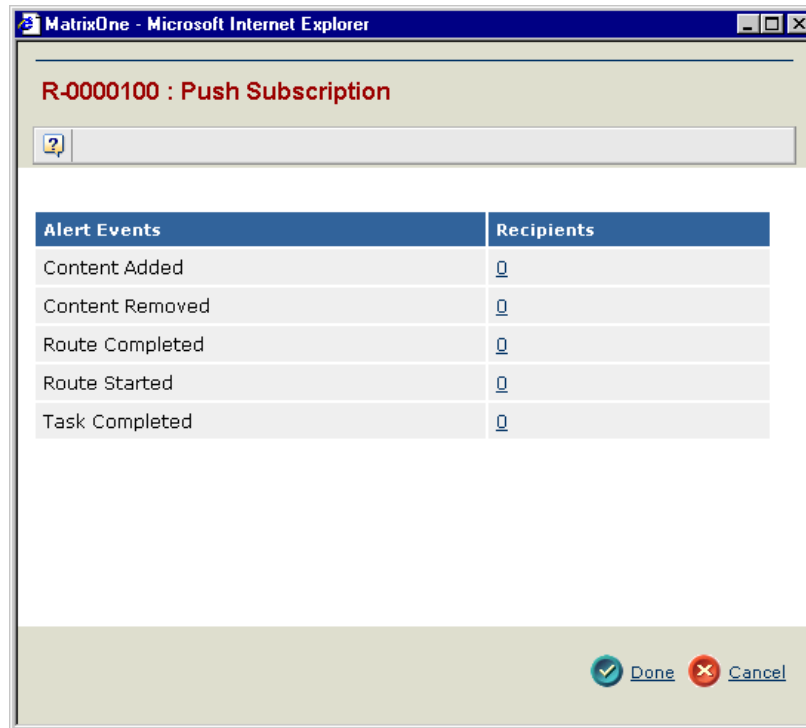 MatrixOne - Microsoft Internet Explorer
R-0000100 : Push Subscription
?
Alert Events Recipients
Content Added 0
Content Removed 0
Route Completed 0
Route Started 0
Task Completed 0
Done Cancel